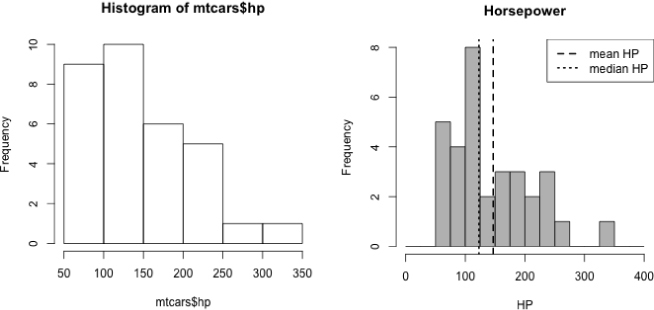 Histogram of mtcars$hp
Frequency
0
2
4
6
8
10
50 100 150 200 250 300 350
mtcars$hp
Horsepower
mean HP
median HP
Frequency
0
2
4
6
8
0 100 200 300 400
HP